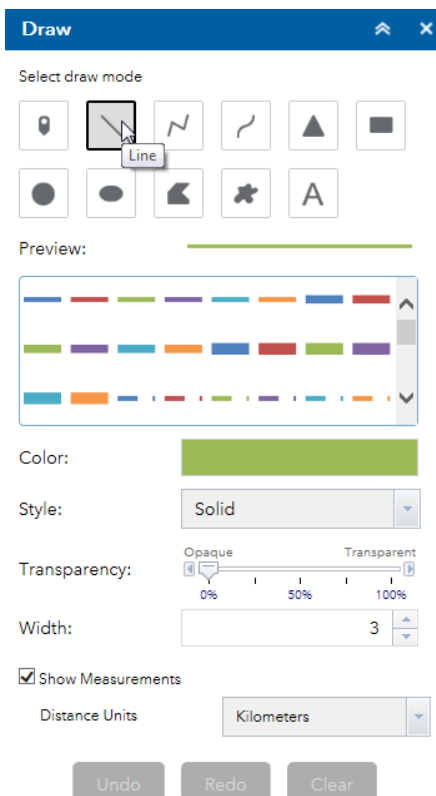 Draw
Select draw mode
Line
A
Preview:
Color:
Style: Solid
Opaque Transparent
Transparency:
0% 50% 100%
Width: 3
Show Measurements
Distance Units Kilometers
Undo Redo Clear